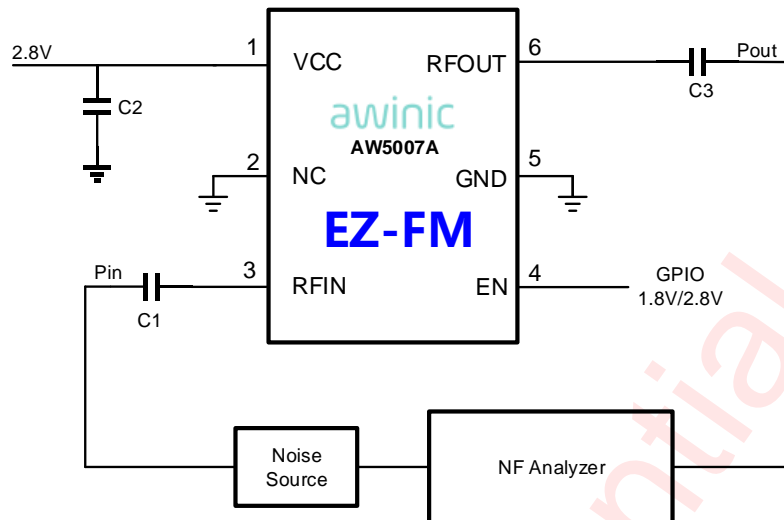 2.8V
1
VCC
RFOUT
6
Pout
C2
C3
awinic
AW5007A
2
NC
GND
5
EZ-FM
Pin
3
RFIN
EN
4
GPIO
1.8V/2.8V
C1
Noise
Source
NF Analyzer
ntial